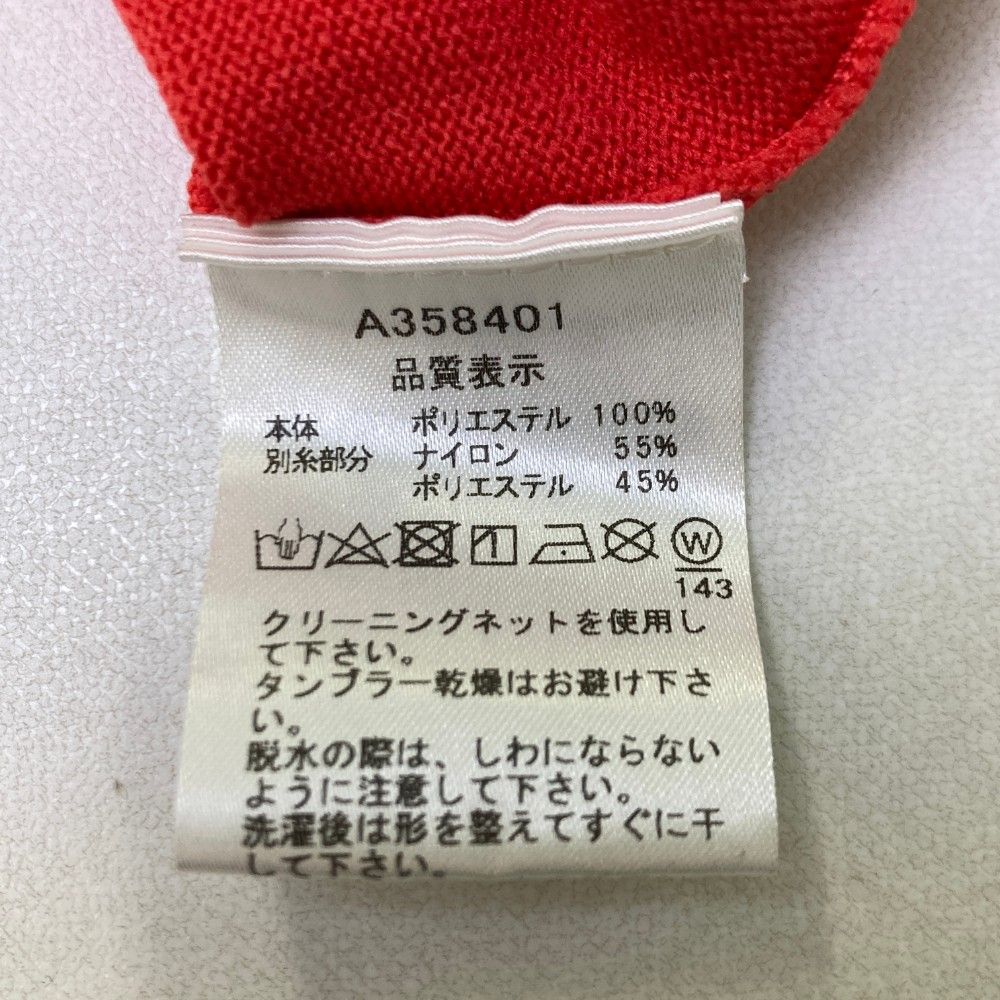 A358401
品質表示
本体 ポリエステル 100%
別糸部分 ナイロン 55%
ポリエステル 45%
W
143
クリーニングネットを使用し
て下さい。
タンブラー乾燥はお避け下さ
い。
脱水の際は、しわにならない
ように注意して下さい。
洗濯後は形を整えてすぐに干
して下さい。